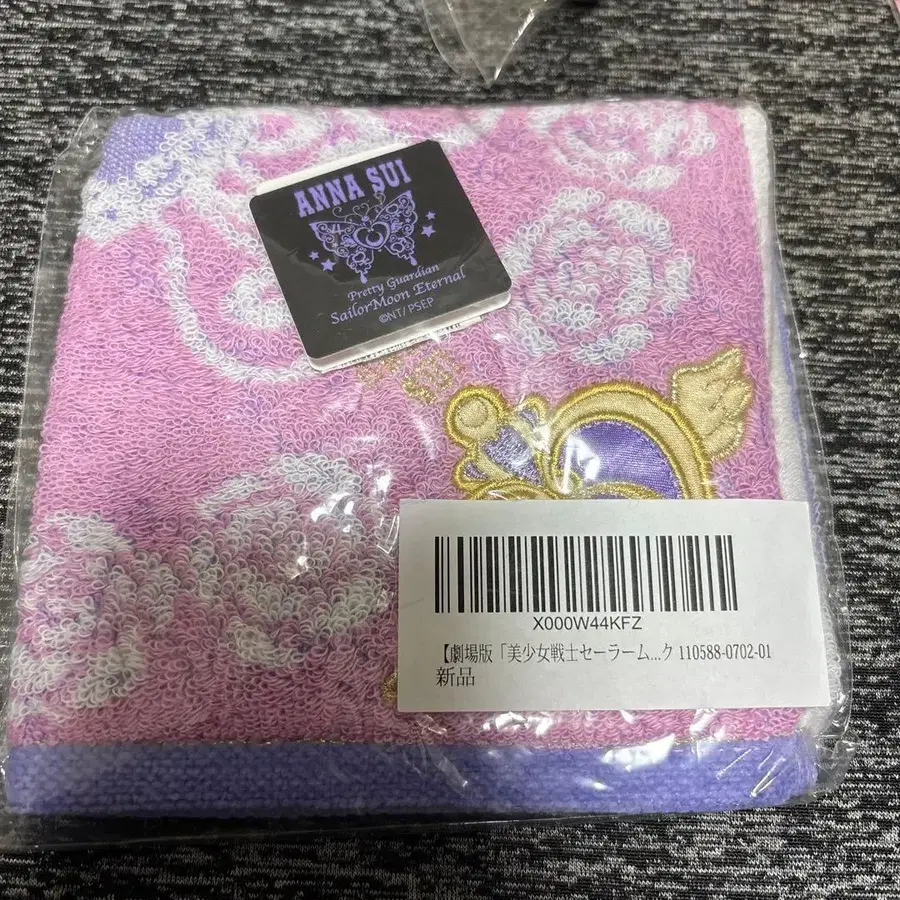 ANNA SUI
Pretty Guardian
SailorMoon Eternal
©NT/PSEP
X000W44KFZ
【劇場版「美少女戦士セーラーム...ク 110588-0702-01
新品